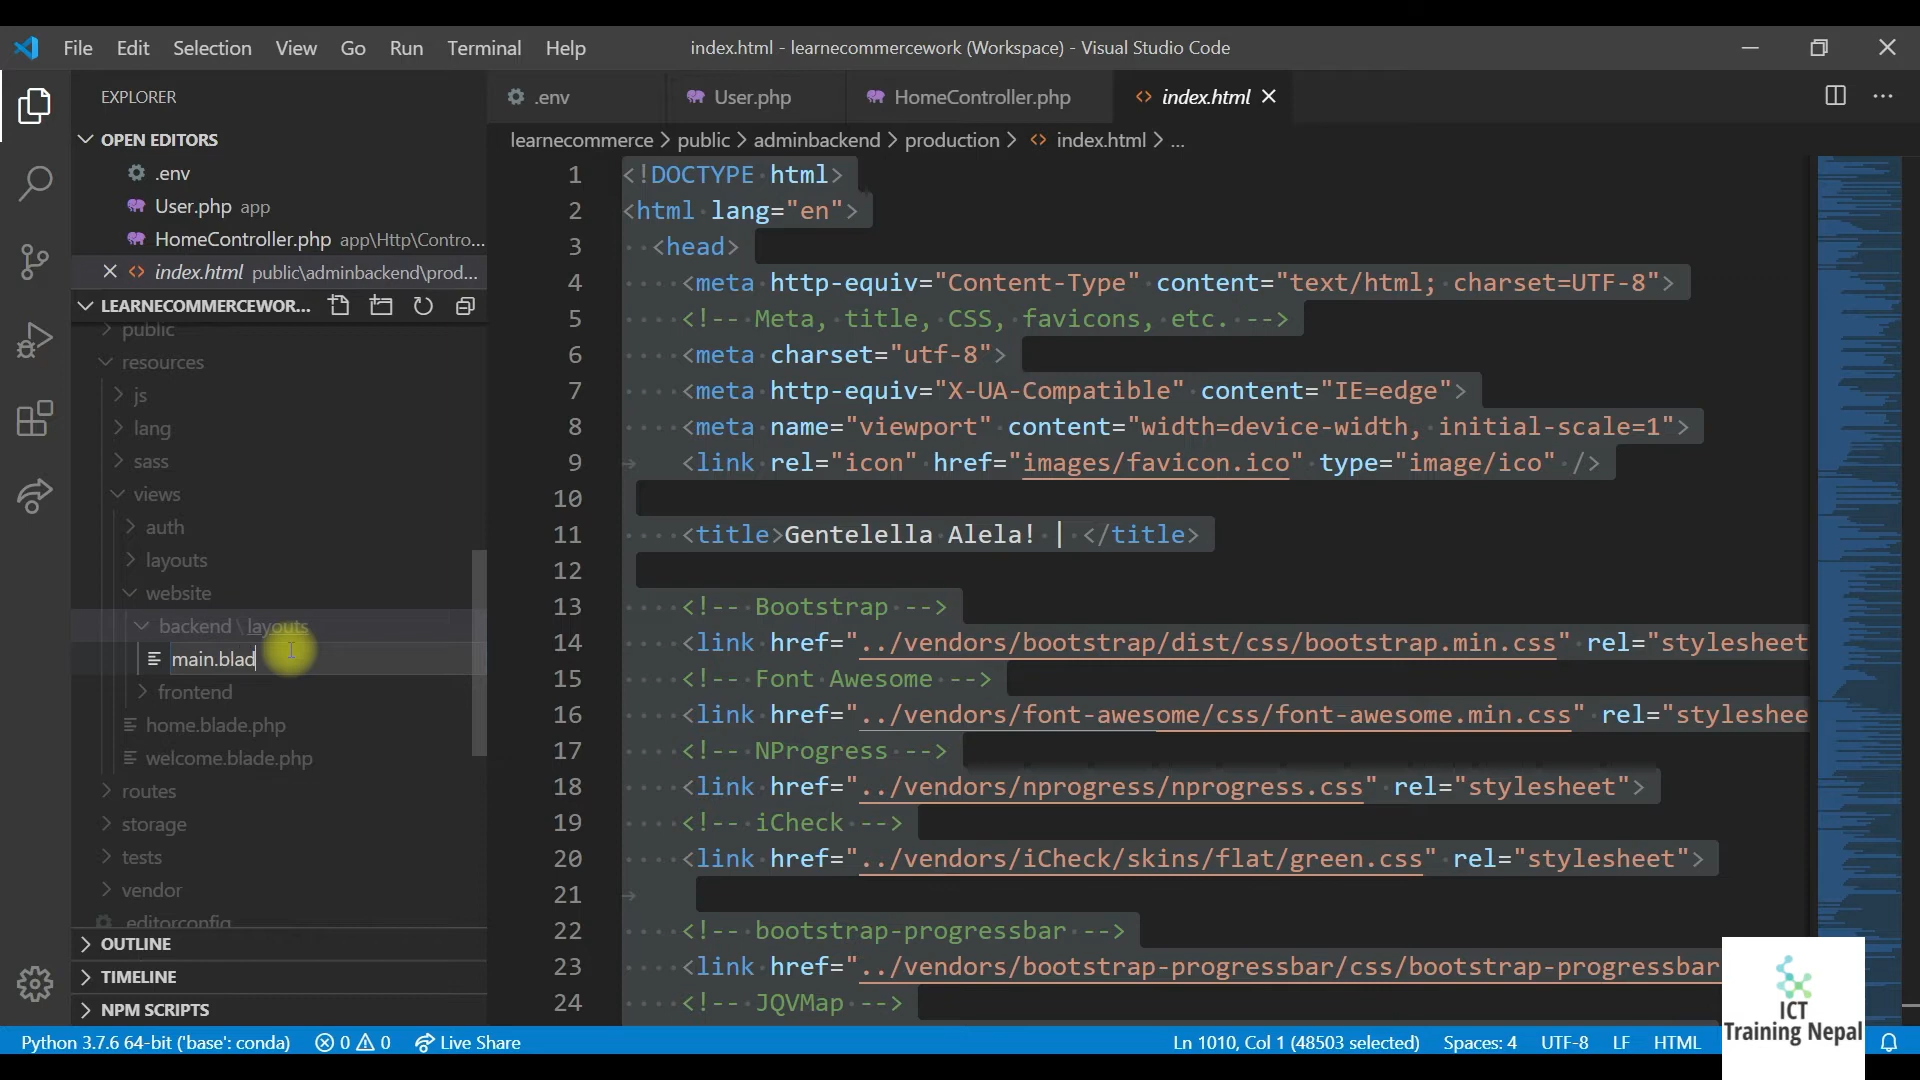 File Edit Selection View Go Run Terminal Help
index.html - learnecommercework (Workspace) - Visual Studio Code
EXPLORER
OPEN EDITORS
.env
User.php app
HomeController.php app\Http\Contro...
index.html public\adminbackend\prod...
LEARNECOMMERCEWOR...
public
resources
js
lang
sass
views
auth
layouts
website
backend \ layouts
main.blad
frontend
home.blade.php
welcome.blade.php
routes
storage
tests
vendor
.editorconfig
OUTLINE
TIMELINE
NPM SCRIPTS
.env User.php HomeController.php index.html
learnecommerce > public > adminbackend > production > index.html > ...
1 <!DOCTYPE html>
2 <html lang="en">
3 <head>
4 <meta http-equiv="Content-Type" content="text/html; charset=UTF-8">
5 <!-- Meta, title, CSS, favicons, etc. -->
6 <meta charset="utf-8">
7 <meta http-equiv="X-UA-Compatible" content="IE=edge">
8 <meta name="viewport" content="width=device-width, initial-scale=1">
9 <link rel="icon" href="images/favicon.ico" type="image/ico" />
10
11 <title>Gentelella Alela! | </title>
12
13 <!-- Bootstrap -->
14 <link href="../vendors/bootstrap/dist/css/bootstrap.min.css" rel="stylesheet
15 <!-- Font Awesome -->
16 <link href="../vendors/font-awesome/css/font-awesome.min.css" rel="styleshee
17 <!-- NProgress -->
18 <link href="../vendors/nprogress/nprogress.css" rel="stylesheet">
19 <!-- iCheck -->
20 <link href="../vendors/iCheck/skins/flat/green.css" rel="stylesheet">
21
22 <!-- bootstrap-progressbar -->
23 <link href="../vendors/bootstrap-progressbar/css/bootstrap-progressbar
24 <!-- JQVMap -->
ICT
Training Nepal
Python 3.7.6 64-bit ('base': conda) 0 0 Live Share
Ln 1010, Col 1 (48503 selected) Spaces: 4 UTF-8 LF HTML